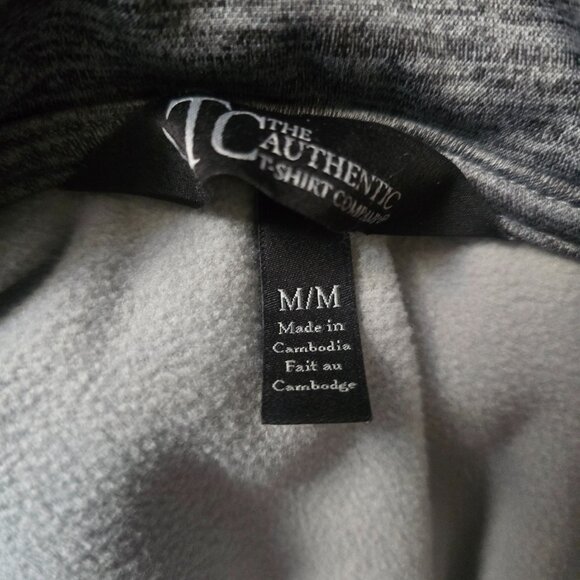 TC THE
AUTHENTIC
T-SHIRT COMPANY
M/M
Made in
Cambodia
Fait au
Cambodge